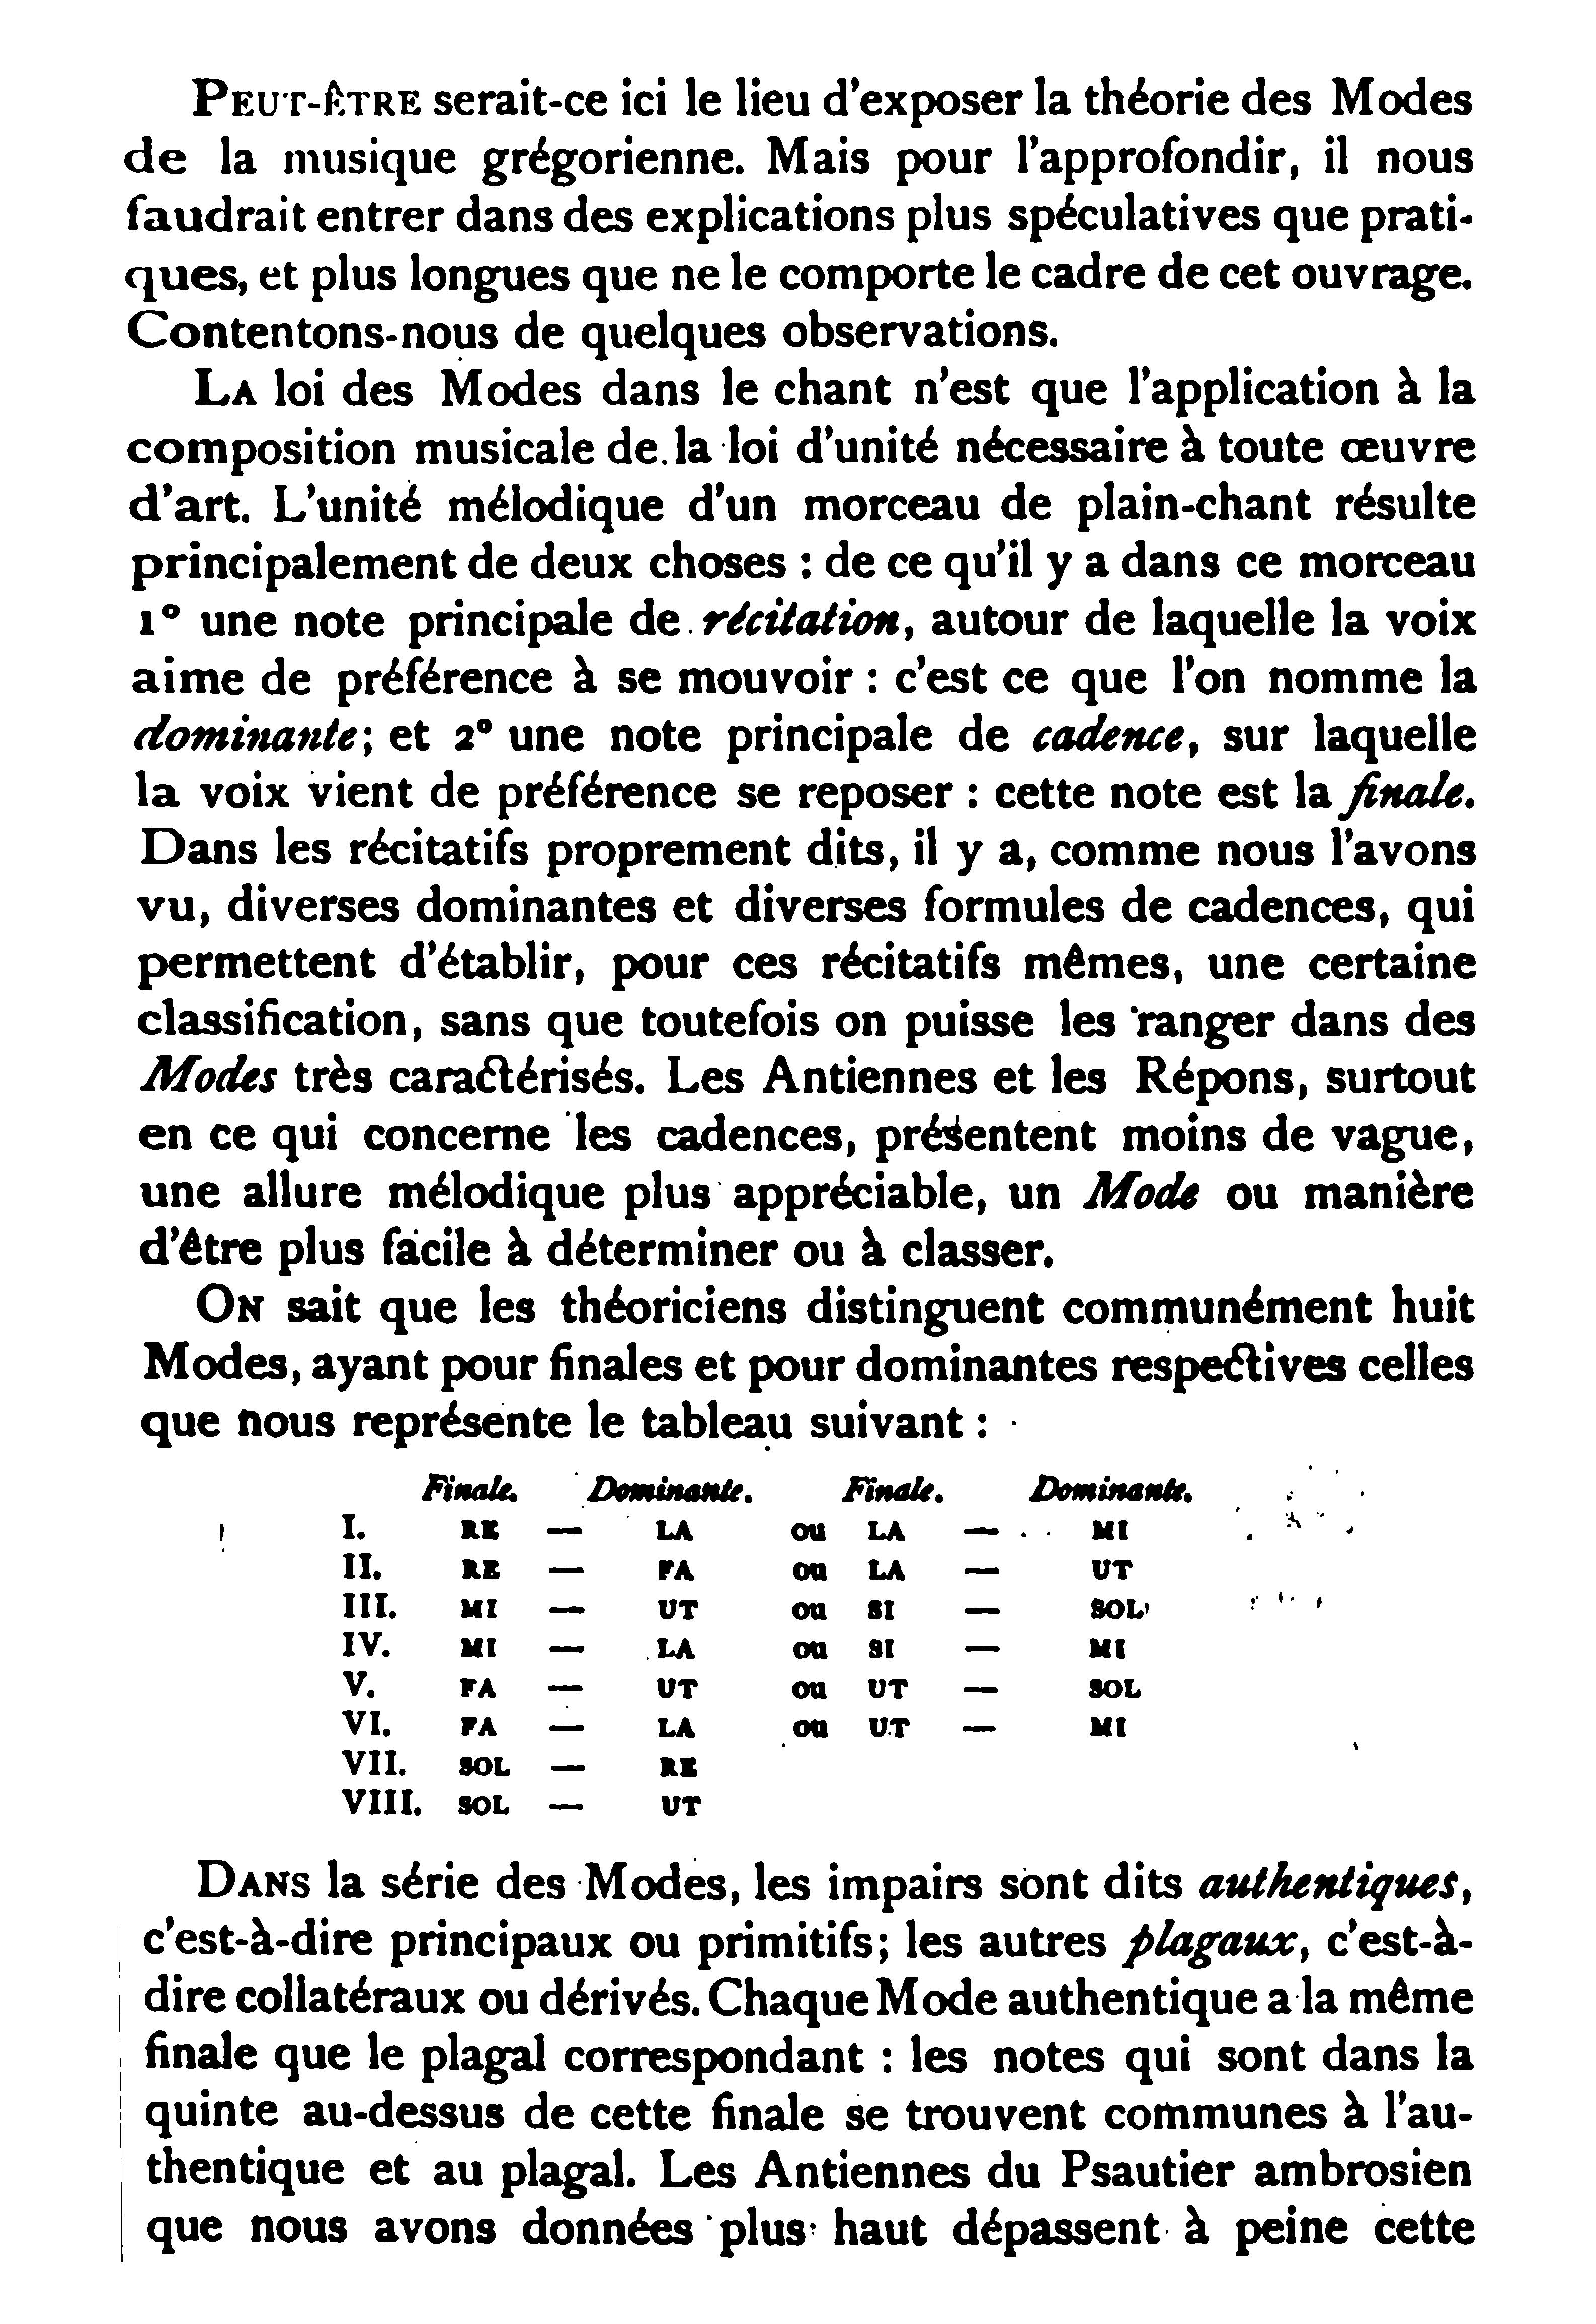 PEUT-ÊTRE serait-ce ici le lieu d'exposer la théorie des Modes
de la musique grégorienne. Mais pour l'approfondir, il nous
faudrait entrer dans des explications plus spéculatives que prati-
ques, et plus longues que ne le comporte le cadre de cet ouvrage.
Contentons-nous de quelques observations.
LA loi des Modes dans le chant n'est que l'application à la
composition musicale de la loi d'unité nécessaire à toute œuvre
d'art. L'unité mélodique d'un morceau de plain-chant résulte
principalement de deux choses : de ce qu'il y a dans ce morceau
1° une note principale de récitation, autour de laquelle la voix
aime de préférence à se mouvoir : c'est ce que l'on nomme la
dominante; et 2° une note principale de cadence, sur laquelle
la voix vient de préférence se reposer : cette note est la finale.
Dans les récitatifs proprement dits, il y a, comme nous l'avons
vu, diverses dominantes et diverses formules de cadences, qui
permettent d'établir, pour ces récitatifs mêmes, une certaine
classification, sans que toutefois on puisse les ranger dans des
Modes très caractérisés. Les Antiennes et les Répons, surtout
en ce qui concerne les cadences, présentent moins de vague,
une allure mélodique plus appréciable, un Mode ou manière
d'être plus facile à déterminer ou à classer.
ON sait que les théoriciens distinguent communément huit
Modes, ayant pour finales et pour dominantes respectives celles
que nous représente le tableau suivant :
Finale. Dominante. Finale. Dominante.
I. RE — LA ou LA — MI
II. RE — FA ou LA — UT
III. MI — UT ou SI — SOL
IV. MI — LA ou SI — MI
V. FA — UT ou UT — SOL
VI. FA — LA ou UT — MI
VII. SOL — RE
VIII. SOL — UT
DANS la série des Modes, les impairs sont dits authentiques,
c'est-à-dire principaux ou primitifs; les autres plagaux, c'est-à-
dire collatéraux ou dérivés. Chaque Mode authentique a la même
finale que le plagal correspondant : les notes qui sont dans la
quinte au-dessus de cette finale se trouvent communes à l'au-
thentique et au plagal. Les Antiennes du Psautier ambrosien
que nous avons données plus haut dépassent à peine cette